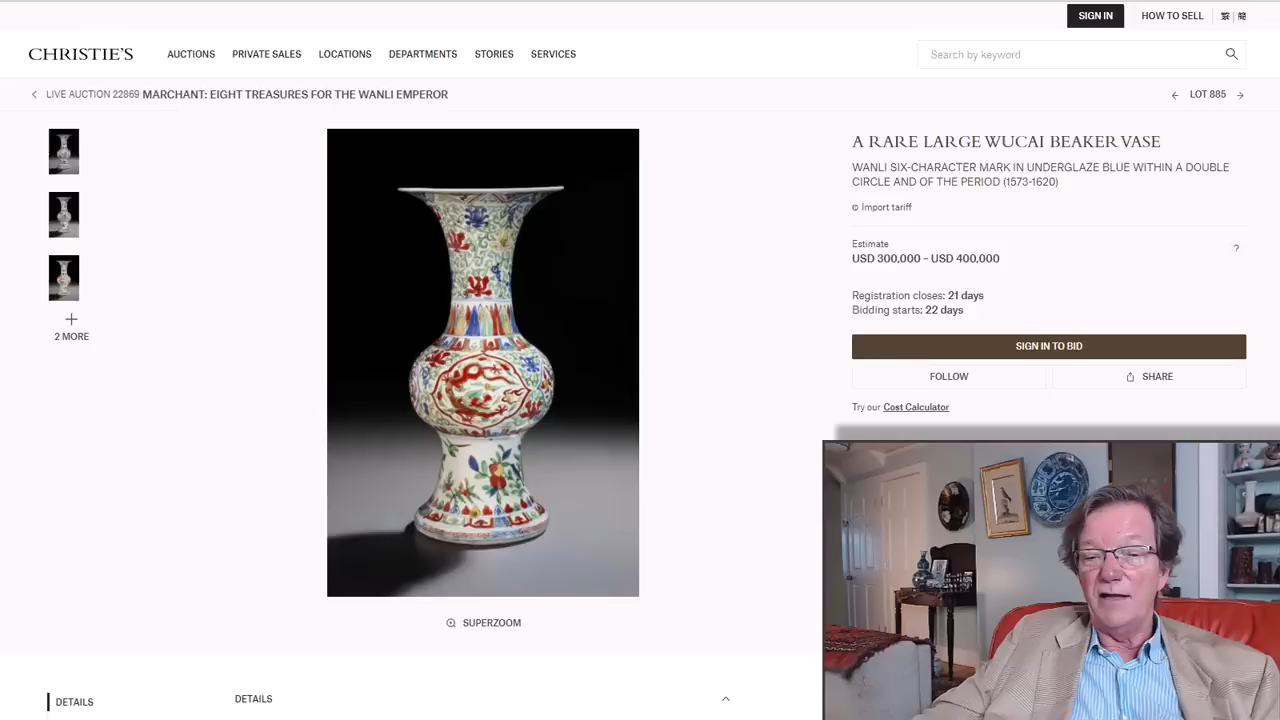 SIGN IN
HOW TO SELL
繁 | 簡
CHRISTIE'S
AUCTIONS
PRIVATE SALES
LOCATIONS
DEPARTMENTS
STORIES
SERVICES
Search by keyword
LIVE AUCTION 22869 MARCHANT: EIGHT TREASURES FOR THE WANLI EMPEROR
LOT 885
A RARE LARGE WUCAI BEAKER VASE
WANLI SIX-CHARACTER MARK IN UNDERGLAZE BLUE WITHIN A DOUBLE
CIRCLE AND OF THE PERIOD (1573-1620)
Import tariff
Estimate
?
USD 300,000 – USD 400,000
Registration closes: 21 days
Bidding starts: 22 days
2 MORE
SIGN IN TO BID
FOLLOW
SHARE
Try our Cost Calculator
SUPERZOOM
DETAILS
DETAILS